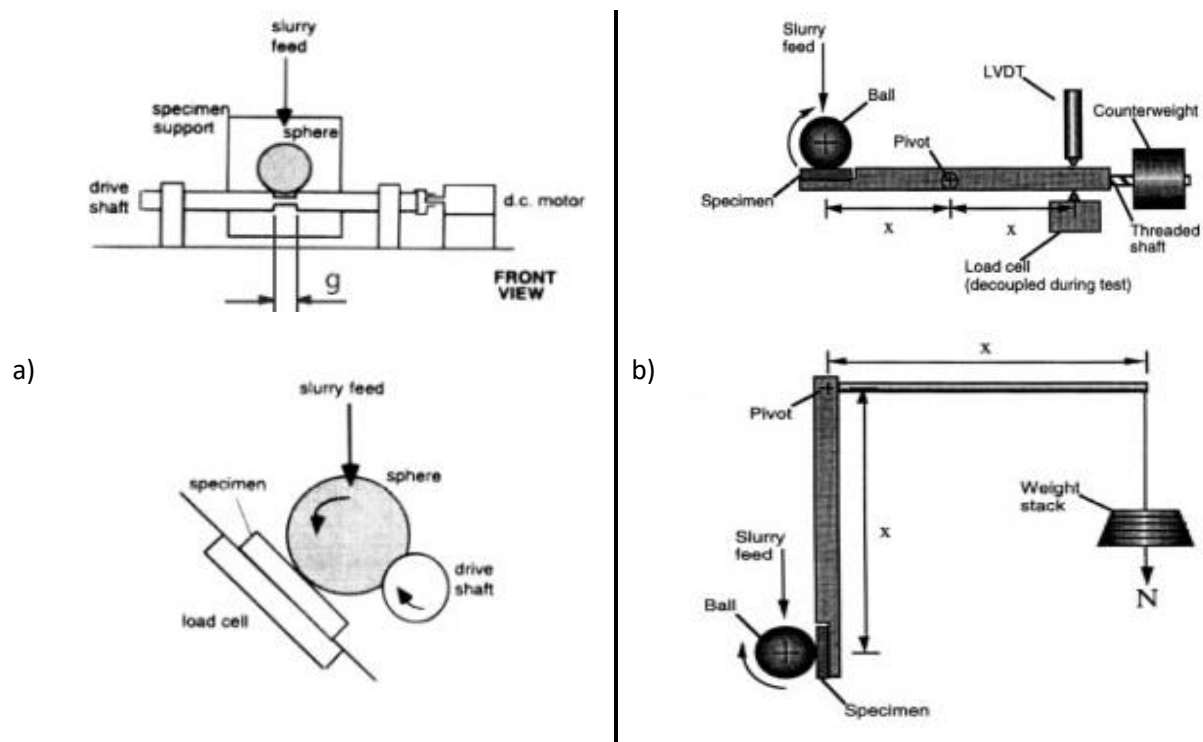 a)
slurry
feed
specimen
support
sphere
drive
shaft
d.c. motor
g
FRONT
VIEW
slurry feed
sphere
specimen
drive
shaft
load cell
b)
Slurry
feed
Ball
LVDT
Counterweight
Pivot
Specimen
x
x
Threaded
shaft
Load cell
(decoupled during test)
x
Pivot
x
Weight
stack
Slurry
feed
Ball
N
Specimen